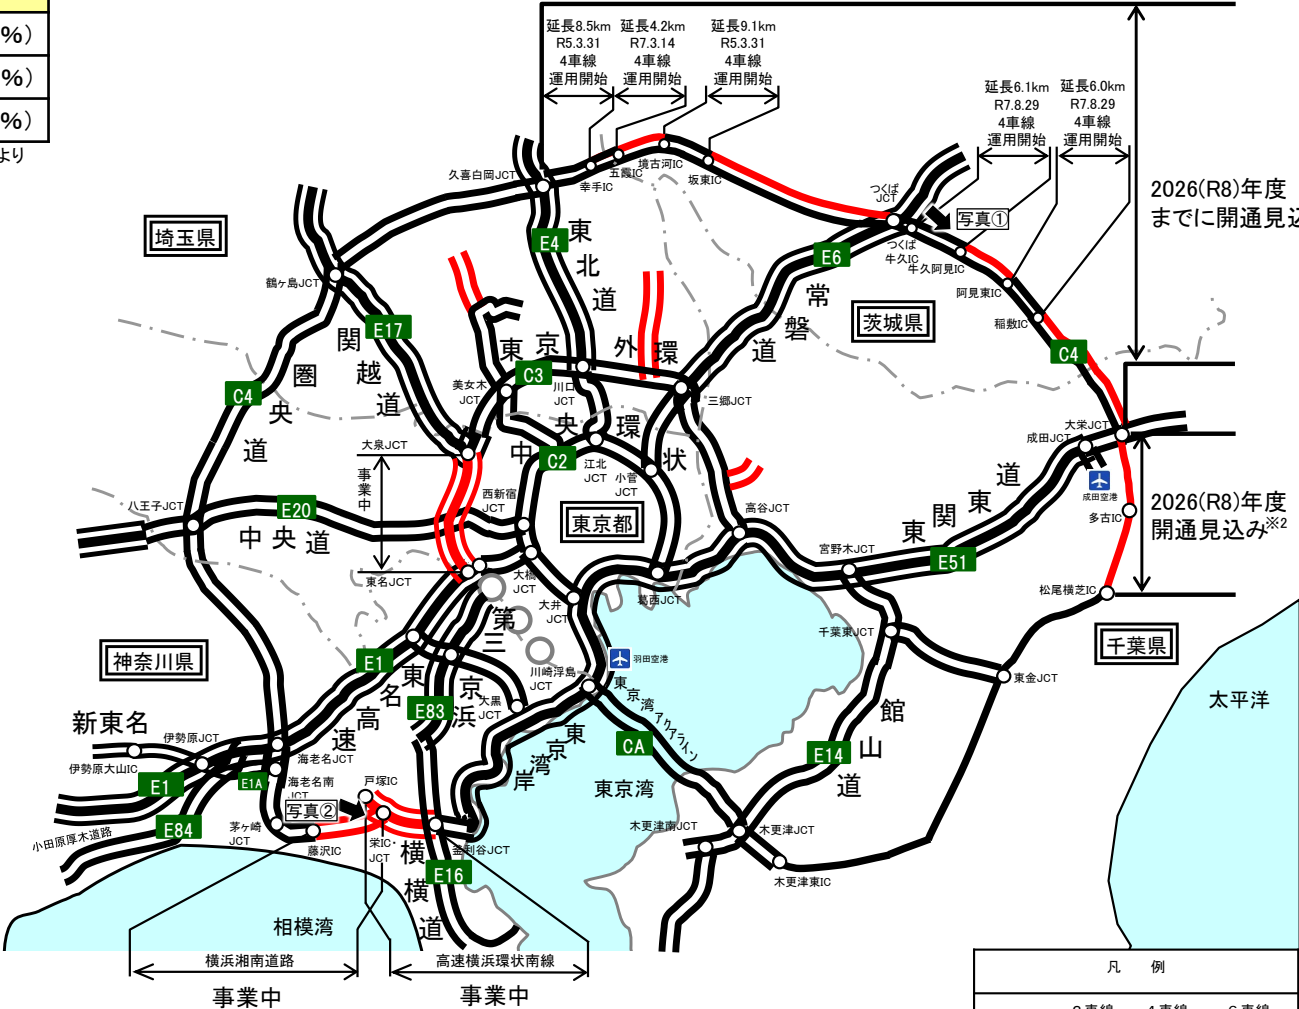 %)
%)
%)
より
延長8.5km
R5.3.31
4車線
運用開始
延長4.2km
R7.3.14
4車線
運用開始
延長9.1km
R5.3.31
4車線
運用開始
延長6.1km
R7.8.29
4車線
運用開始
延長6.0km
R7.8.29
4車線
運用開始
2026(R8)年度
までに開通見込
久喜白岡JCT
幸手IC
五霞IC
境古河IC
坂東IC
つくば
JCT
写真①
つくば
牛久IC
牛久阿見IC
阿見東IC
稲敷IC
埼玉県
茨城県
鶴ヶ島JCT
E4
東北道
E6
常磐道
E17
関越道
C4
圏央道
C4
東京外環
C3
美女木
JCT
川口
JCT
三郷JCT
中央環状
C2
江北
JCT
小菅
JCT
大泉JCT
事業中
東名JCT
西新宿
JCT
東京都
高谷JCT
大栄JCT
成田JCT
成田空港
多古IC
2026(R8)年度
開通見込み※2
松尾横芝IC
八王子JCT
E20
中央道
東関東道
E51
宮野木JCT
千葉東JCT
千葉県
東金JCT
太平洋
大橋
JCT
大井
JCT
葛西JCT
第三京浜
羽田空港
川崎浮島
JCT
神奈川県
E1
東名高速
E83
大黒
JCT
東京湾アクアライン
CA
東京湾
館山道
E14
新東名
伊勢原JCT
伊勢原大山IC
海老名JCT
E1
E1A
海老名南
JCT
戸塚IC
写真②
E84
小田原厚木道路
茅ヶ崎
JCT
藤沢IC
栄IC・
JCT
釜利谷JCT
東京湾岸
横横道
E16
木更津南JCT
木更津JCT
木更津東IC
相模湾
横浜湘南道路
事業中
高速横浜環状南線
事業中
凡 例